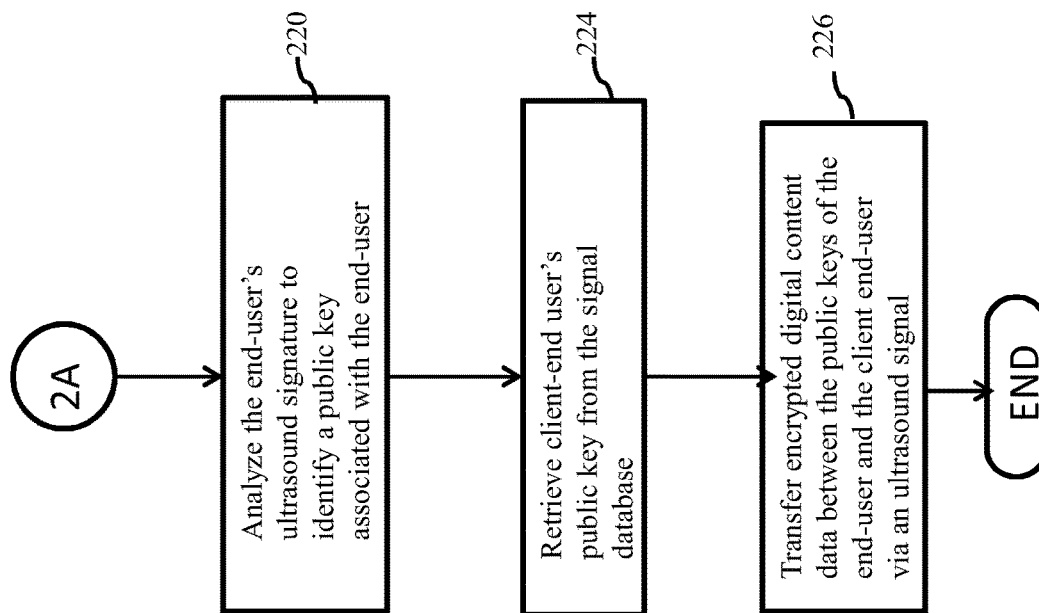 2A
Analyze the end-user’s
ultrasound signature to
identify a public key
associated with the end-user
220
Retrieve client-end user’s
public key from the signal
database
224
Transfer encrypted digital content
data between the public keys of the
end-user and the client end-user
via an ultrasound signal
226
END